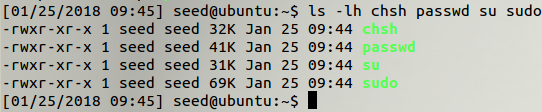 [01/25/2018 09:45] seed@ubuntu:~$ ls -lh chsh passwd su sudo
-rwxr-xr-x 1 seed seed 32K Jan 25 09:44 chsh
-rwxr-xr-x 1 seed seed 41K Jan 25 09:44 passwd
-rwxr-xr-x 1 seed seed 31K Jan 25 09:44 su
-rwxr-xr-x 1 seed seed 69K Jan 25 09:44 sudo
[01/25/2018 09:45] seed@ubuntu:~$